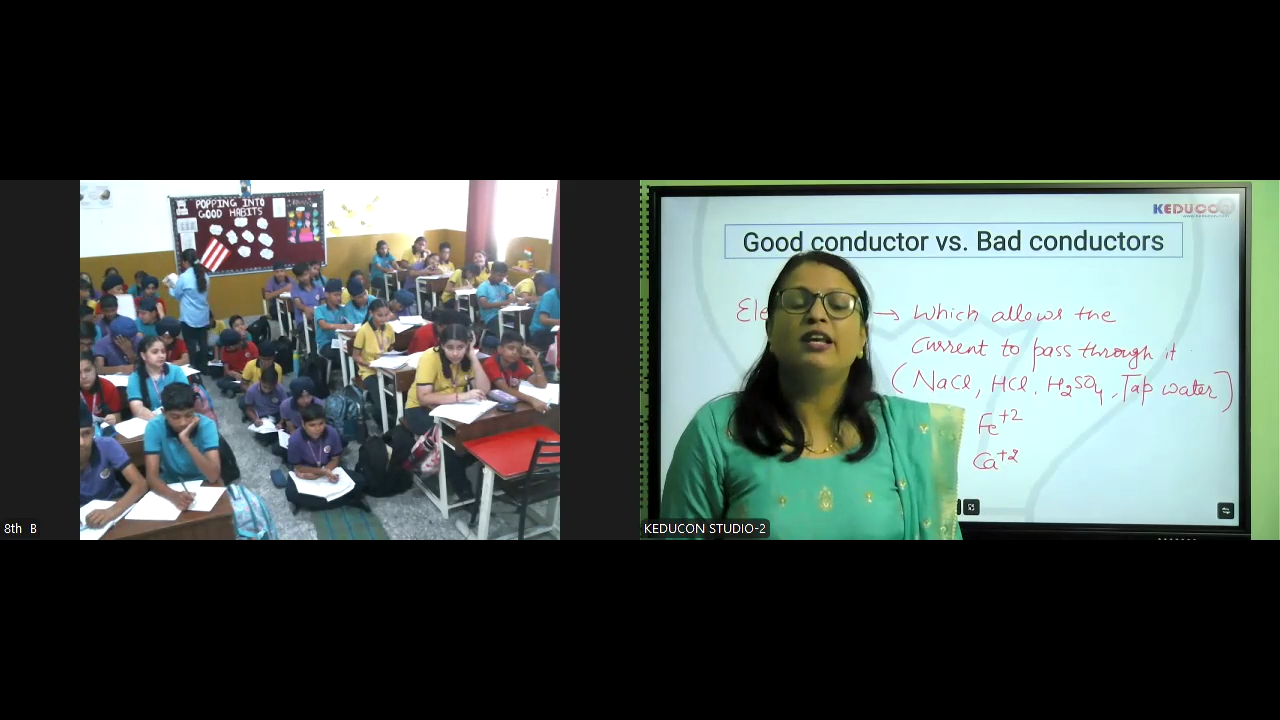 POPPING INTO
GOOD HABITS
8th B
KEDUCON
Good conductor vs. Bad conductors
Ele → which allows the
current to pass through it
(NaCl, HCl, H₂SO₄, Tap water)
Fe⁺²
Ca⁺²
KEDUCON STUDIO-2